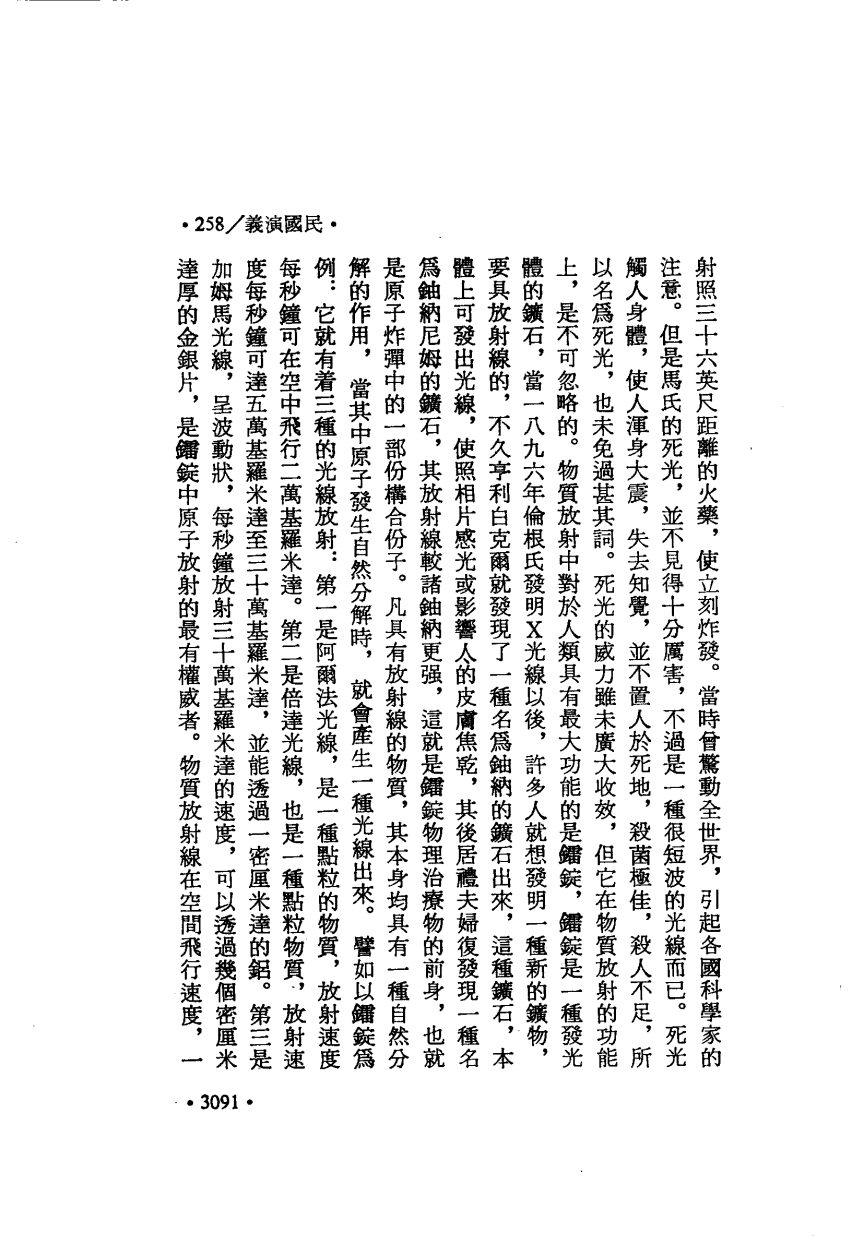 •258／義演國民•
射照三十六英尺距離的火藥，使立刻炸發。當時曾驚動全世界，引起各國科學家的
注意。但是馬氏的死光，並不見得十分厲害，不過是一種很短波的光線而已。死光
觸人身體，使人渾身大震，失去知覺，並不置人於死地，殺菌極佳，殺人不足，所
以名爲死光，也未免過甚其詞。死光的威力雖未廣大收效，但它在物質放射的功能
上，是不可忽略的。物質放射中對於人類具有最大功能的是鐳錠，鐳錠是一種發光
體的鑛石，當一八九六年倫根氏發明X光線以後，許多人就想發明一種新的鑛物，
要具放射線的，不久亨利白克爾就發現了一種名爲鈾納的鑛石出來，這種鑛石，本
體上可發出光線，使照相片感光或影響人的皮膚焦乾，其後居禮夫婦復發現一種名
爲鈾納尼姆的鑛石，其放射線較諸鈾納更强，這就是鐳錠物理治療物的前身，也就
是原子炸彈中的一部份構合份子。凡具有放射線的物質，其本身均具有一種自然分
解的作用，當其中原子發生自然分解時，就會產生一種光線出來。譬如以鐳錠爲
例：它就有着三種的光線放射：第一是阿爾法光線，是一種點粒的物質，放射速度
每秒鐘可在空中飛行二萬基羅米達。第二是倍達光線，也是一種點粒物質，放射速
度每秒鐘可達五萬基羅米達至三十萬基羅米達，並能透過一密厘米達的鋁。第三是
加姆馬光線，呈波動狀，每秒鐘放射三十萬基羅米達的速度，可以透過幾個密厘米
達厚的金銀片，是鐳錠中原子放射的最有權威者。物質放射線在空間飛行速度，一
•3091•